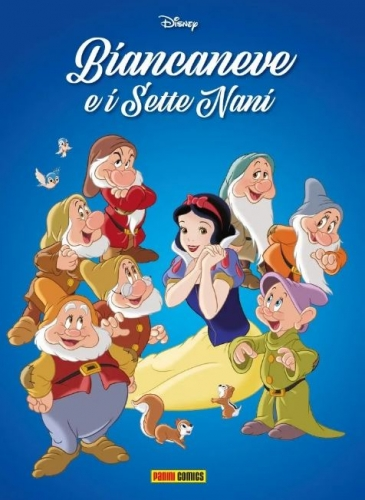 Disney
Biancaneve
e i Sette Nani
PANINI COMICS